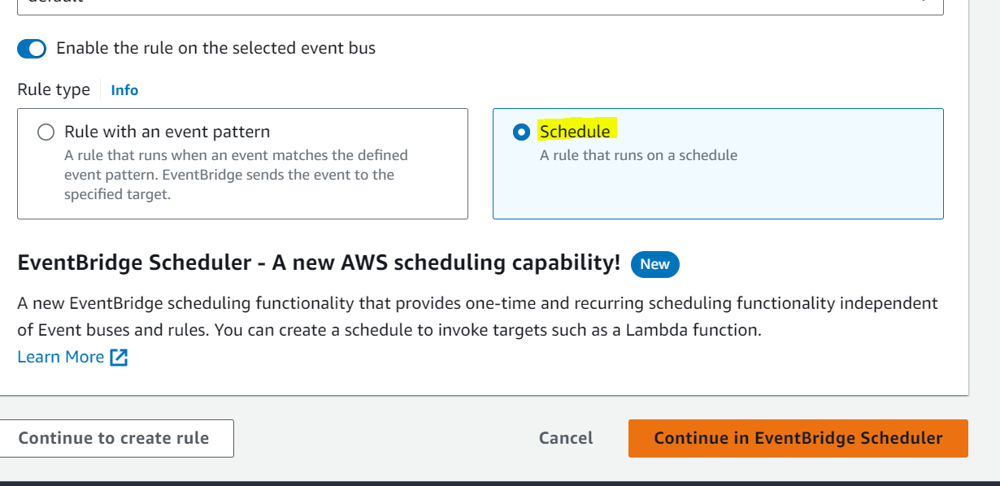 default
Enable the rule on the selected event bus
Rule type Info
Rule with an event pattern
A rule that runs when an event matches the defined
event pattern. EventBridge sends the event to the
specified target.
Schedule
A rule that runs on a schedule
EventBridge Scheduler - A new AWS scheduling capability! New
A new EventBridge scheduling functionality that provides one-time and recurring scheduling functionality independent
of Event buses and rules. You can create a schedule to invoke targets such as a Lambda function.
Learn More
Continue to create rule Cancel Continue in EventBridge Scheduler